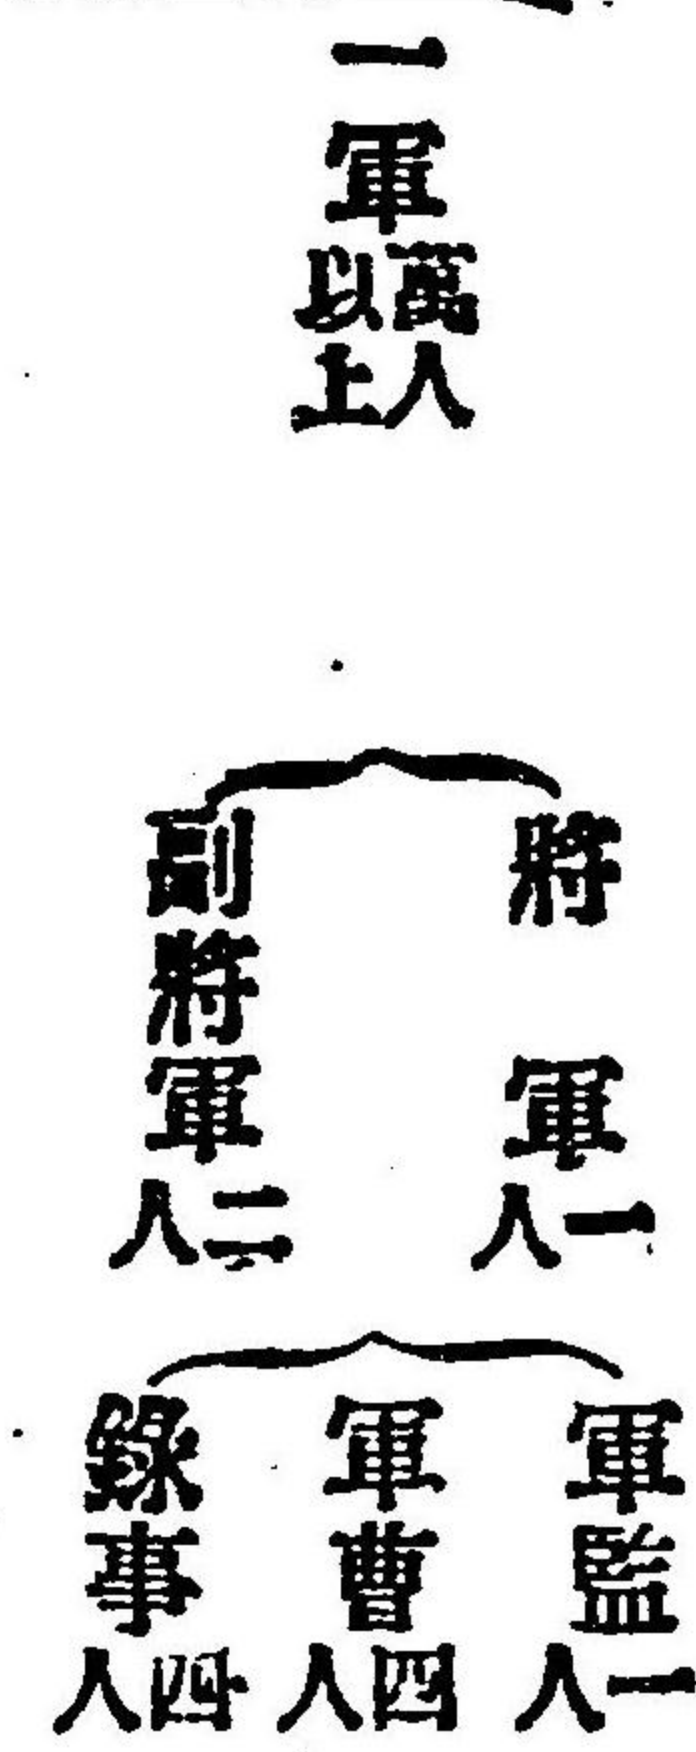 一軍萬人以上
將軍一人
副將軍二人
軍監一人
軍曹四人
錄事四人